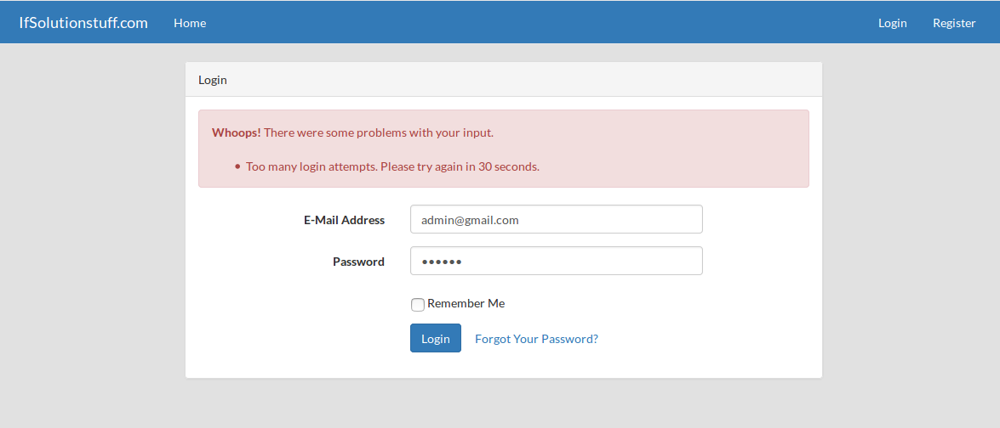 IfSolutionstuff.com Home Login Register
Login
Whoops! There were some problems with your input.
• Too many login attempts. Please try again in 30 seconds.
E-Mail Address admin@gmail.com
Password ••••••
Remember Me
Login Forgot Your Password?